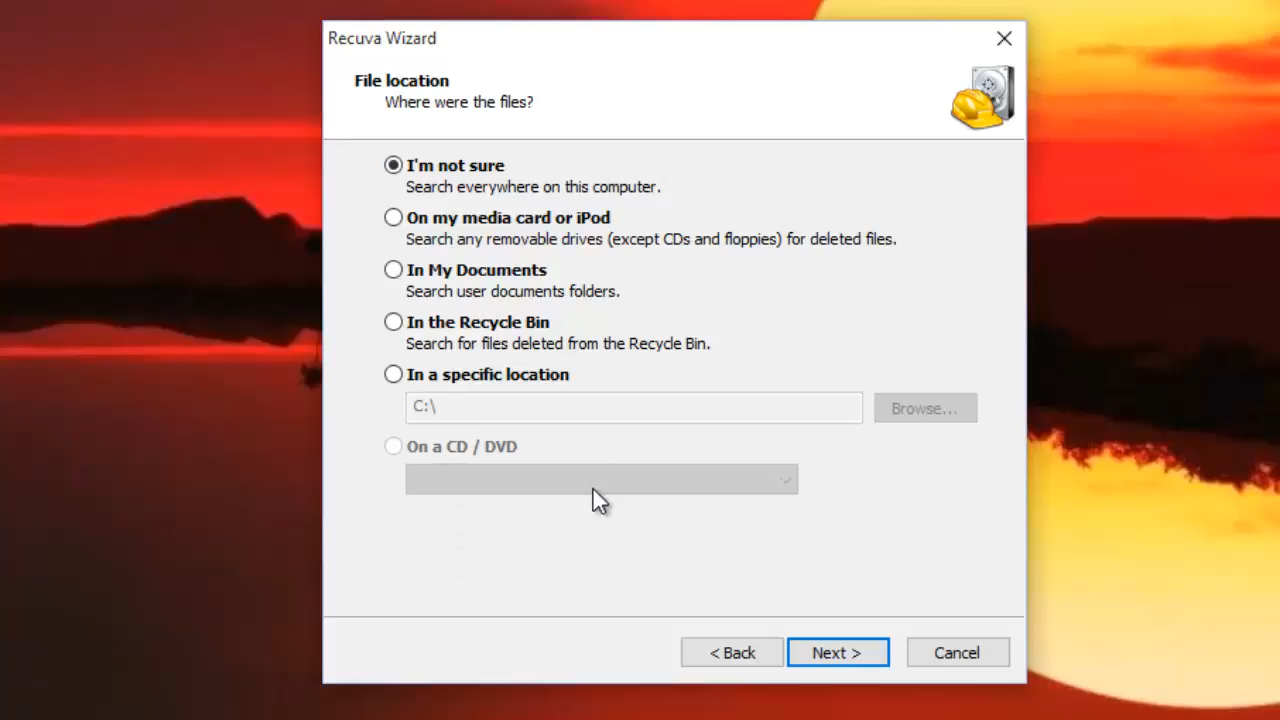 Recuva Wizard
File location
Where were the files?
I'm not sure
Search everywhere on this computer.
On my media card or iPod
Search any removable drives (except CDs and floppies) for deleted files.
In My Documents
Search user documents folders.
In the Recycle Bin
Search for files deleted from the Recycle Bin.
In a specific location
C:\
Browse...
On a CD / DVD
< Back
Next >
Cancel